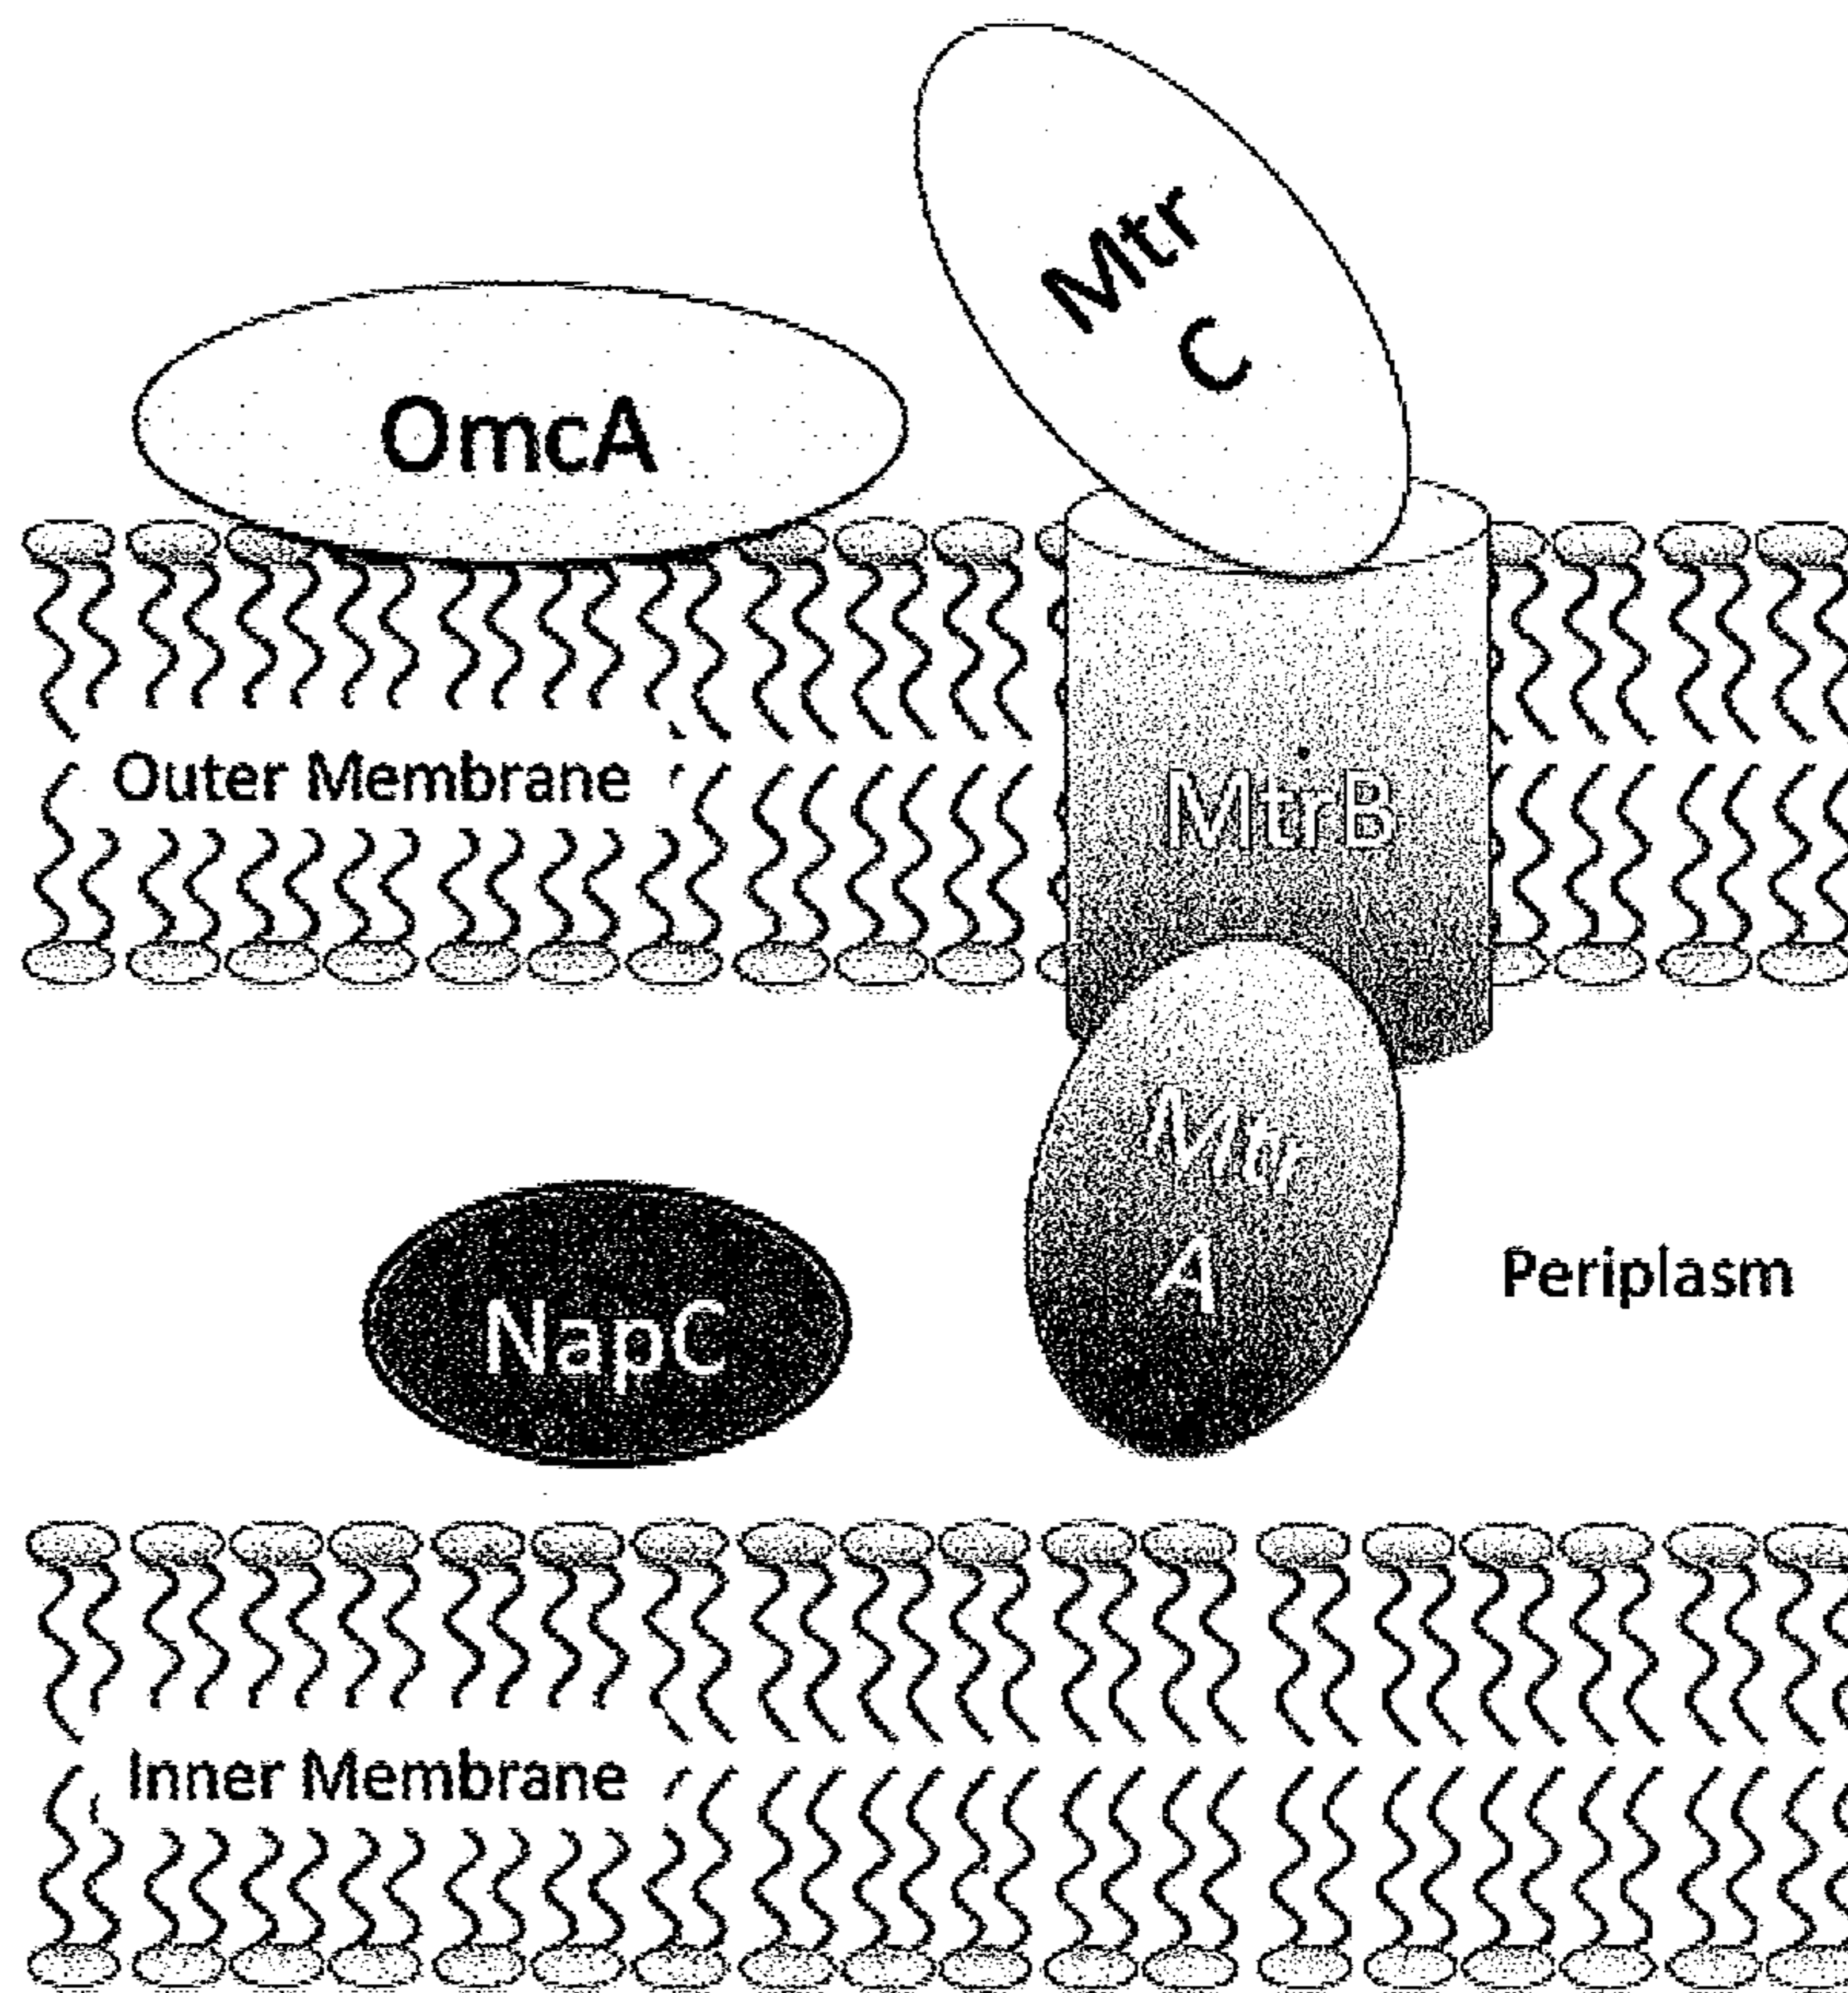 Mtr
C
OmcA
Outer Membrane
MtrB
Mtr
A
NapC
Periplasm
Inner Membrane